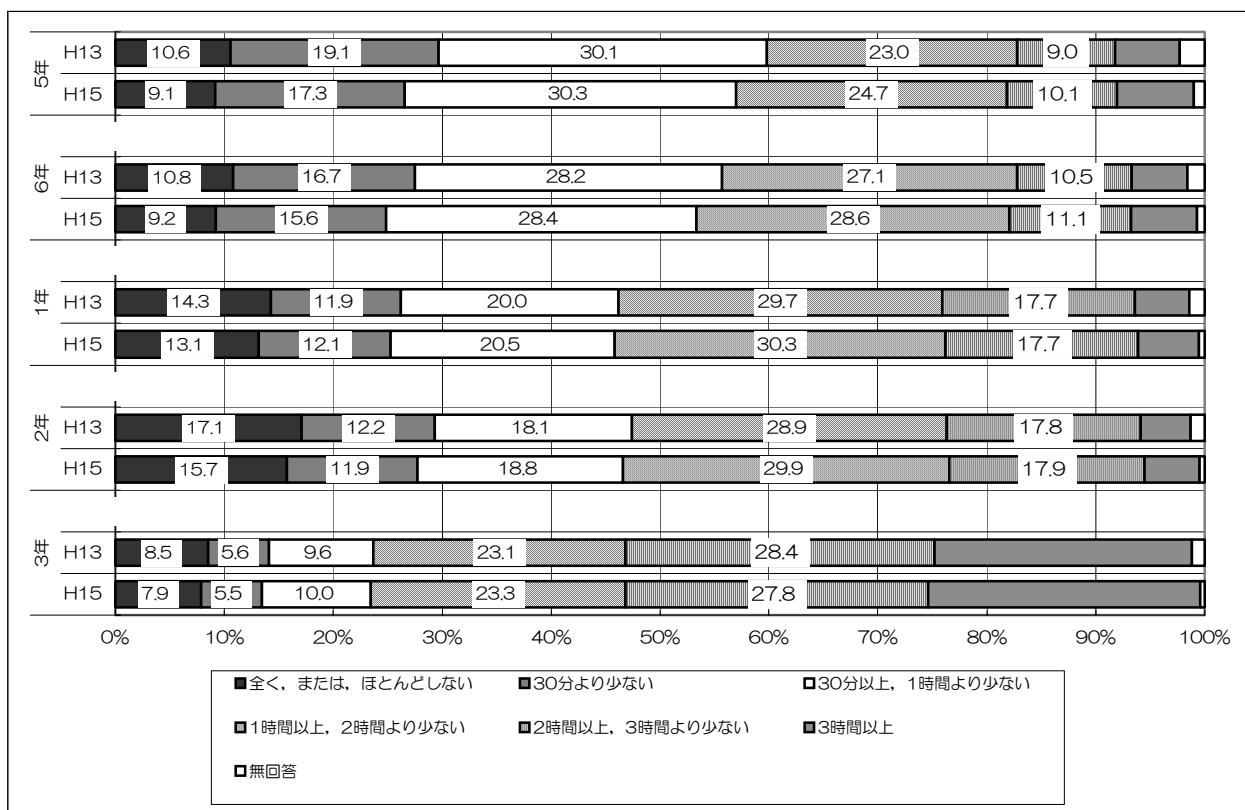 5年
H13 10.6 19.1 30.1 23.0 9.0
H15 9.1 17.3 30.3 24.7 10.1
6年
H13 10.8 16.7 28.2 27.1 10.5
H15 9.2 15.6 28.4 28.6 11.1
1年
H13 14.3 11.9 20.0 29.7 17.7
H15 13.1 12.1 20.5 30.3 17.7
2年
H13 17.1 12.2 18.1 28.9 17.8
H15 15.7 11.9 18.8 29.9 17.9
3年
H13 8.5 5.6 9.6 23.1 28.4
H15 7.9 5.5 10.0 23.3 27.8
0% 10% 20% 30% 40% 50% 60% 70% 80% 90% 100%
全く，または，ほとんどしない 30分より少ない 30分以上，1時間より少ない
1時間以上，2時間より少ない 2時間以上，3時間より少ない 3時間以上
無回答